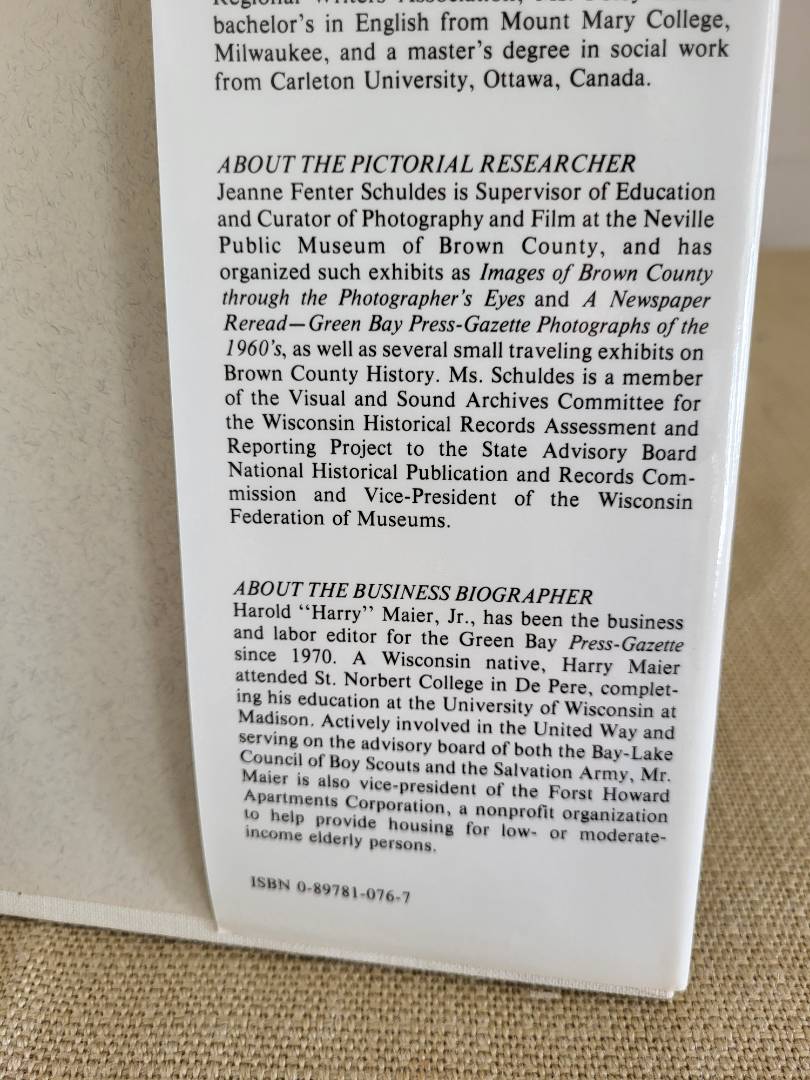 Regional Writers Association,
bachelor's in English from Mount Mary College,
Milwaukee, and a master's degree in social work
from Carleton University, Ottawa, Canada.
ABOUT THE PICTORIAL RESEARCHER
Jeanne Fenter Schuldes is Supervisor of Education
and Curator of Photography and Film at the Neville
Public Museum of Brown County, and has
organized such exhibits as Images of Brown County
through the Photographer's Eyes and A Newspaper
Reread—Green Bay Press-Gazette Photographs of the
1960's, as well as several small traveling exhibits on
Brown County History. Ms. Schuldes is a member
of the Visual and Sound Archives Committee for
the Wisconsin Historical Records Assessment and
Reporting Project to the State Advisory Board
National Historical Publication and Records Com-
mission and Vice-President of the Wisconsin
Federation of Museums.
ABOUT THE BUSINESS BIOGRAPHER
Harold "Harry" Maier, Jr., has been the business
and labor editor for the Green Bay Press-Gazette
since 1970. A Wisconsin native, Harry Maier
attended St. Norbert College in De Pere, complet-
ing his education at the University of Wisconsin at
Madison. Actively involved in the United Way and
serving on the advisory board of both the Bay-Lake
Council of Boy Scouts and the Salvation Army, Mr.
Maier is also vice-president of the Forst Howard
Apartments Corporation, a nonprofit organization
to help provide housing for low- or moderate-
income elderly persons.
ISBN 0-89781-076-7